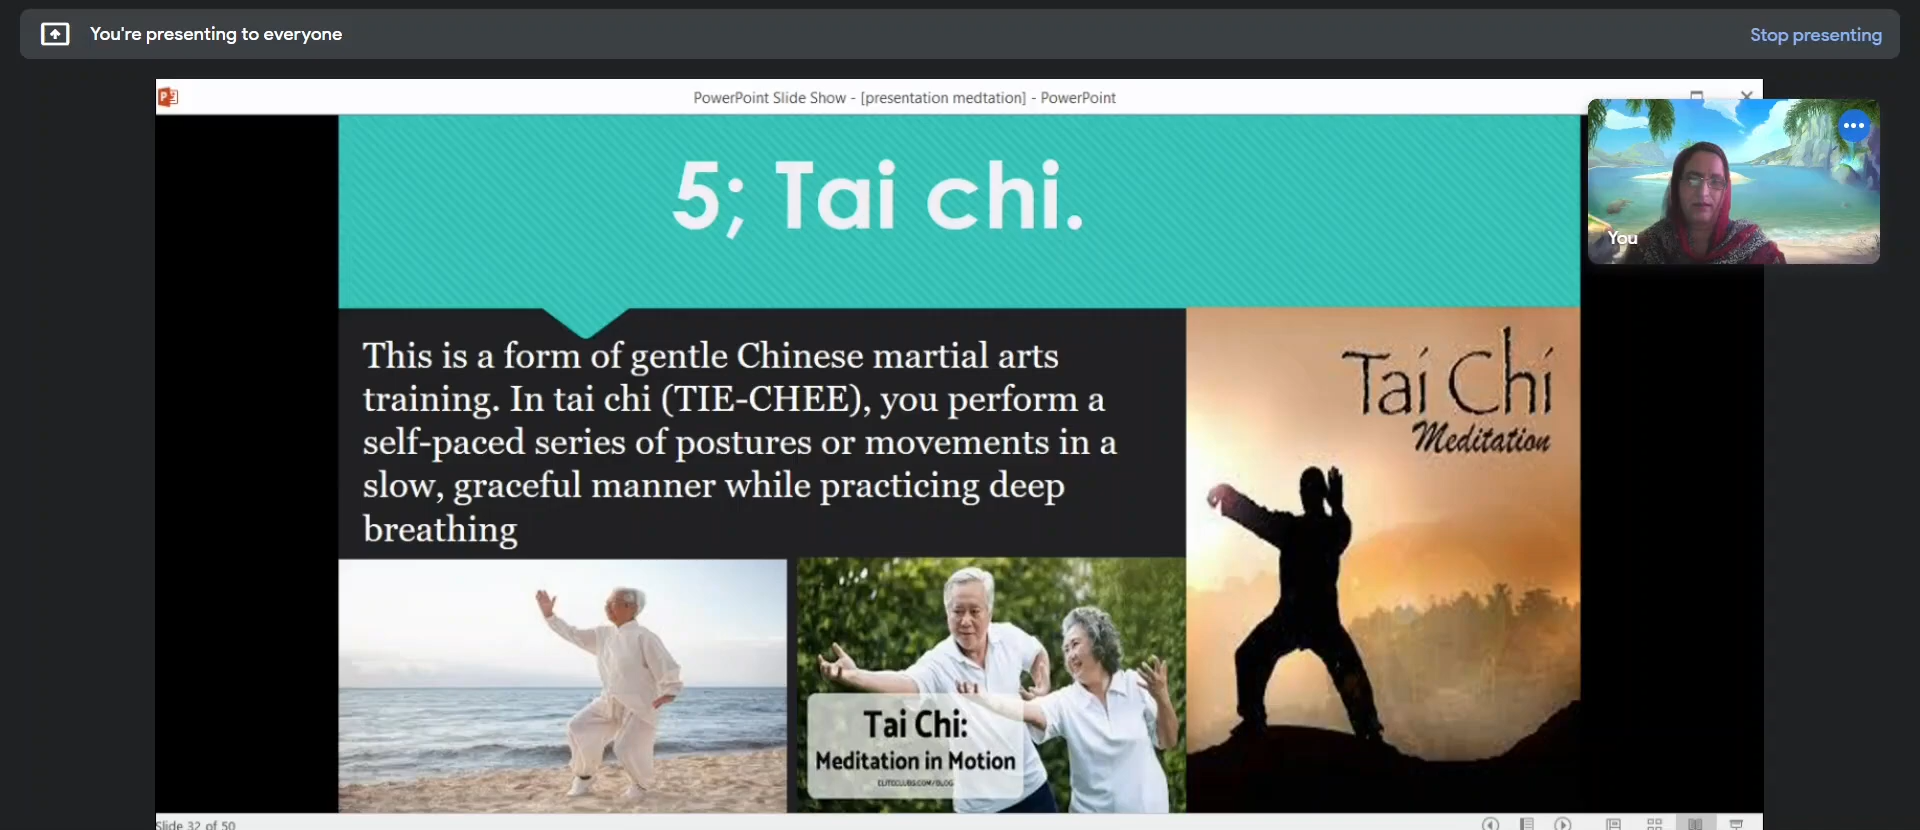 You're presenting to everyone
Stop presenting
PowerPoint Slide Show - [presentation medtation] - PowerPoint
You
5; Tai chi.
This is a form of gentle Chinese martial arts
training. In tai chi (TIE-CHEE), you perform a
self-paced series of postures or movements in a
slow, graceful manner while practicing deep
breathing
Tai Chi
Meditation
Tai Chi:
Meditation in Motion
ELITECLUBS.COM/BLOG
Slide 32 of 50